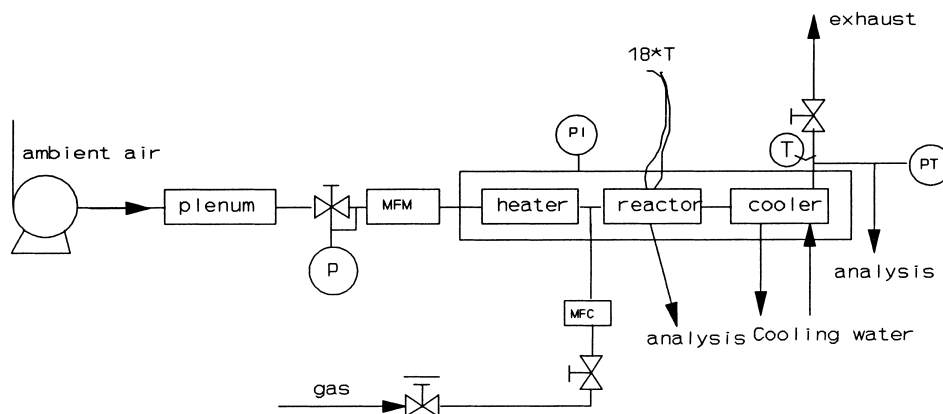 exhaust
18*T
PI
T
PT
ambient air
plenum
MFM
heater
reactor
cooler
P
analysis
MFC
analysis
Cooling water
gas